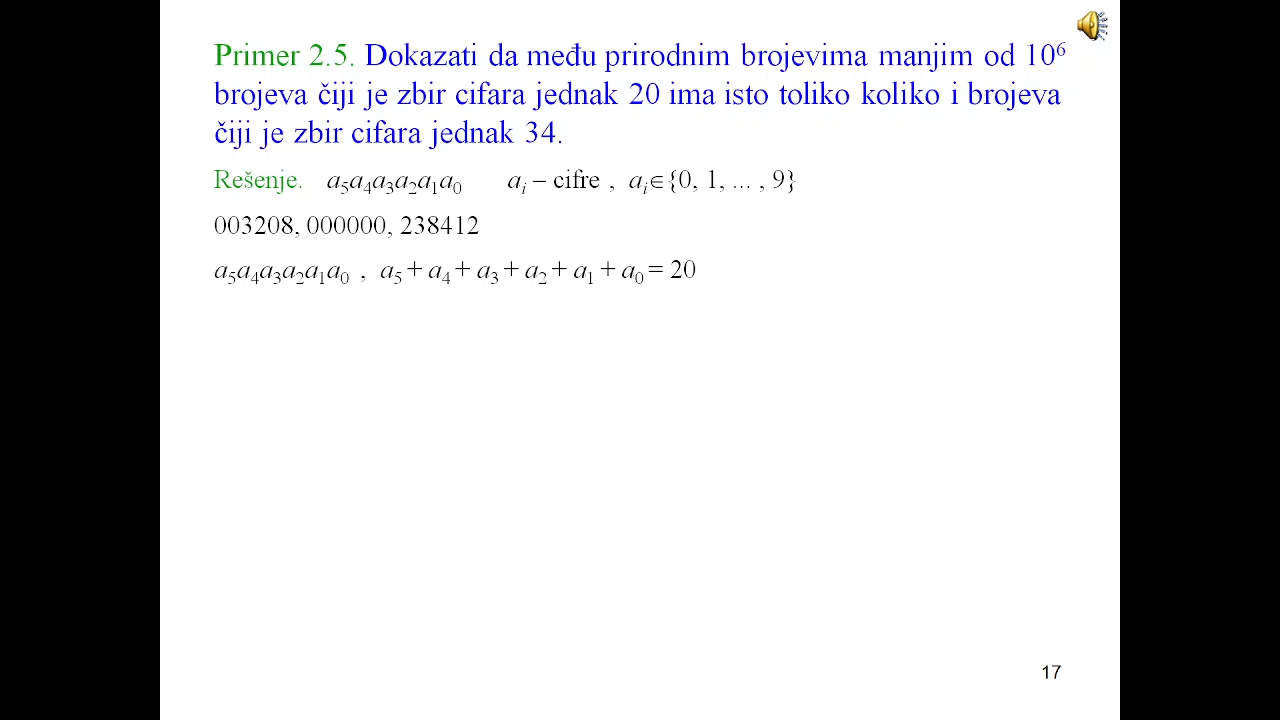 Primer 2.5. Dokazati da među prirodnim brojevima manjim od 10⁶
brojeva čiji je zbir cifara jednak 20 ima isto toliko koliko i brojeva
čiji je zbir cifara jednak 34.
Rešenje. a₅a₄a₃a₂a₁a₀ aᵢ – cifre , aᵢ∈{0, 1, ... , 9}
003208, 000000, 238412
a₅a₄a₃a₂a₁a₀ , a₅ + a₄ + a₃ + a₂ + a₁ + a₀ = 20
17